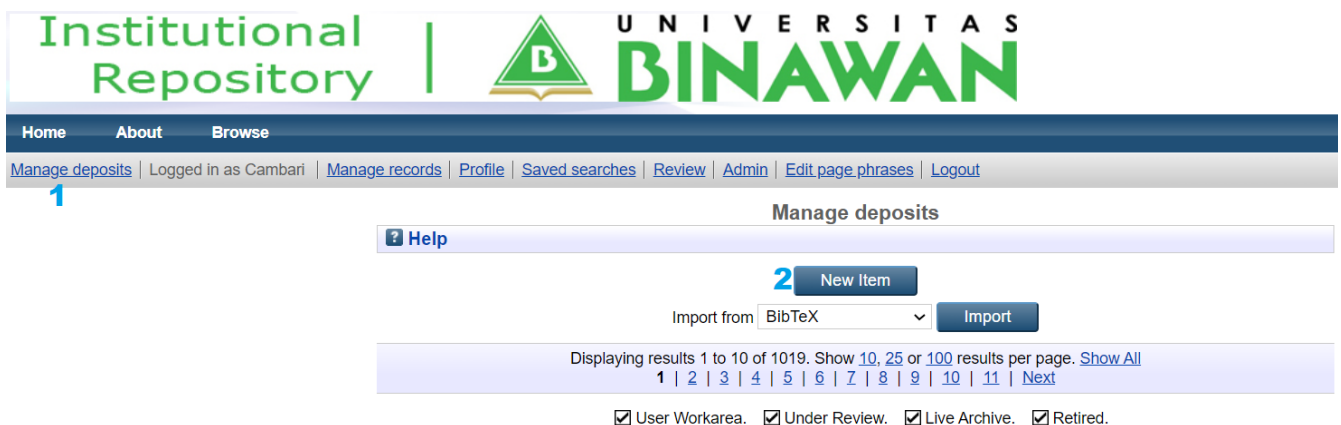 Institutional
Repository
UNIVERSITAS
B
BINAWAN
Home About Browse
Manage deposits | Logged in as Cambari | Manage records | Profile | Saved searches | Review | Admin | Edit page phrases | Logout
1
Manage deposits
? Help
2 New Item
Import from BibTeX Import
Displaying results 1 to 10 of 1019. Show 10, 25 or 100 results per page. Show All
1 | 2 | 3 | 4 | 5 | 6 | 7 | 8 | 9 | 10 | 11 | Next
User Workarea. Under Review. Live Archive. Retired.